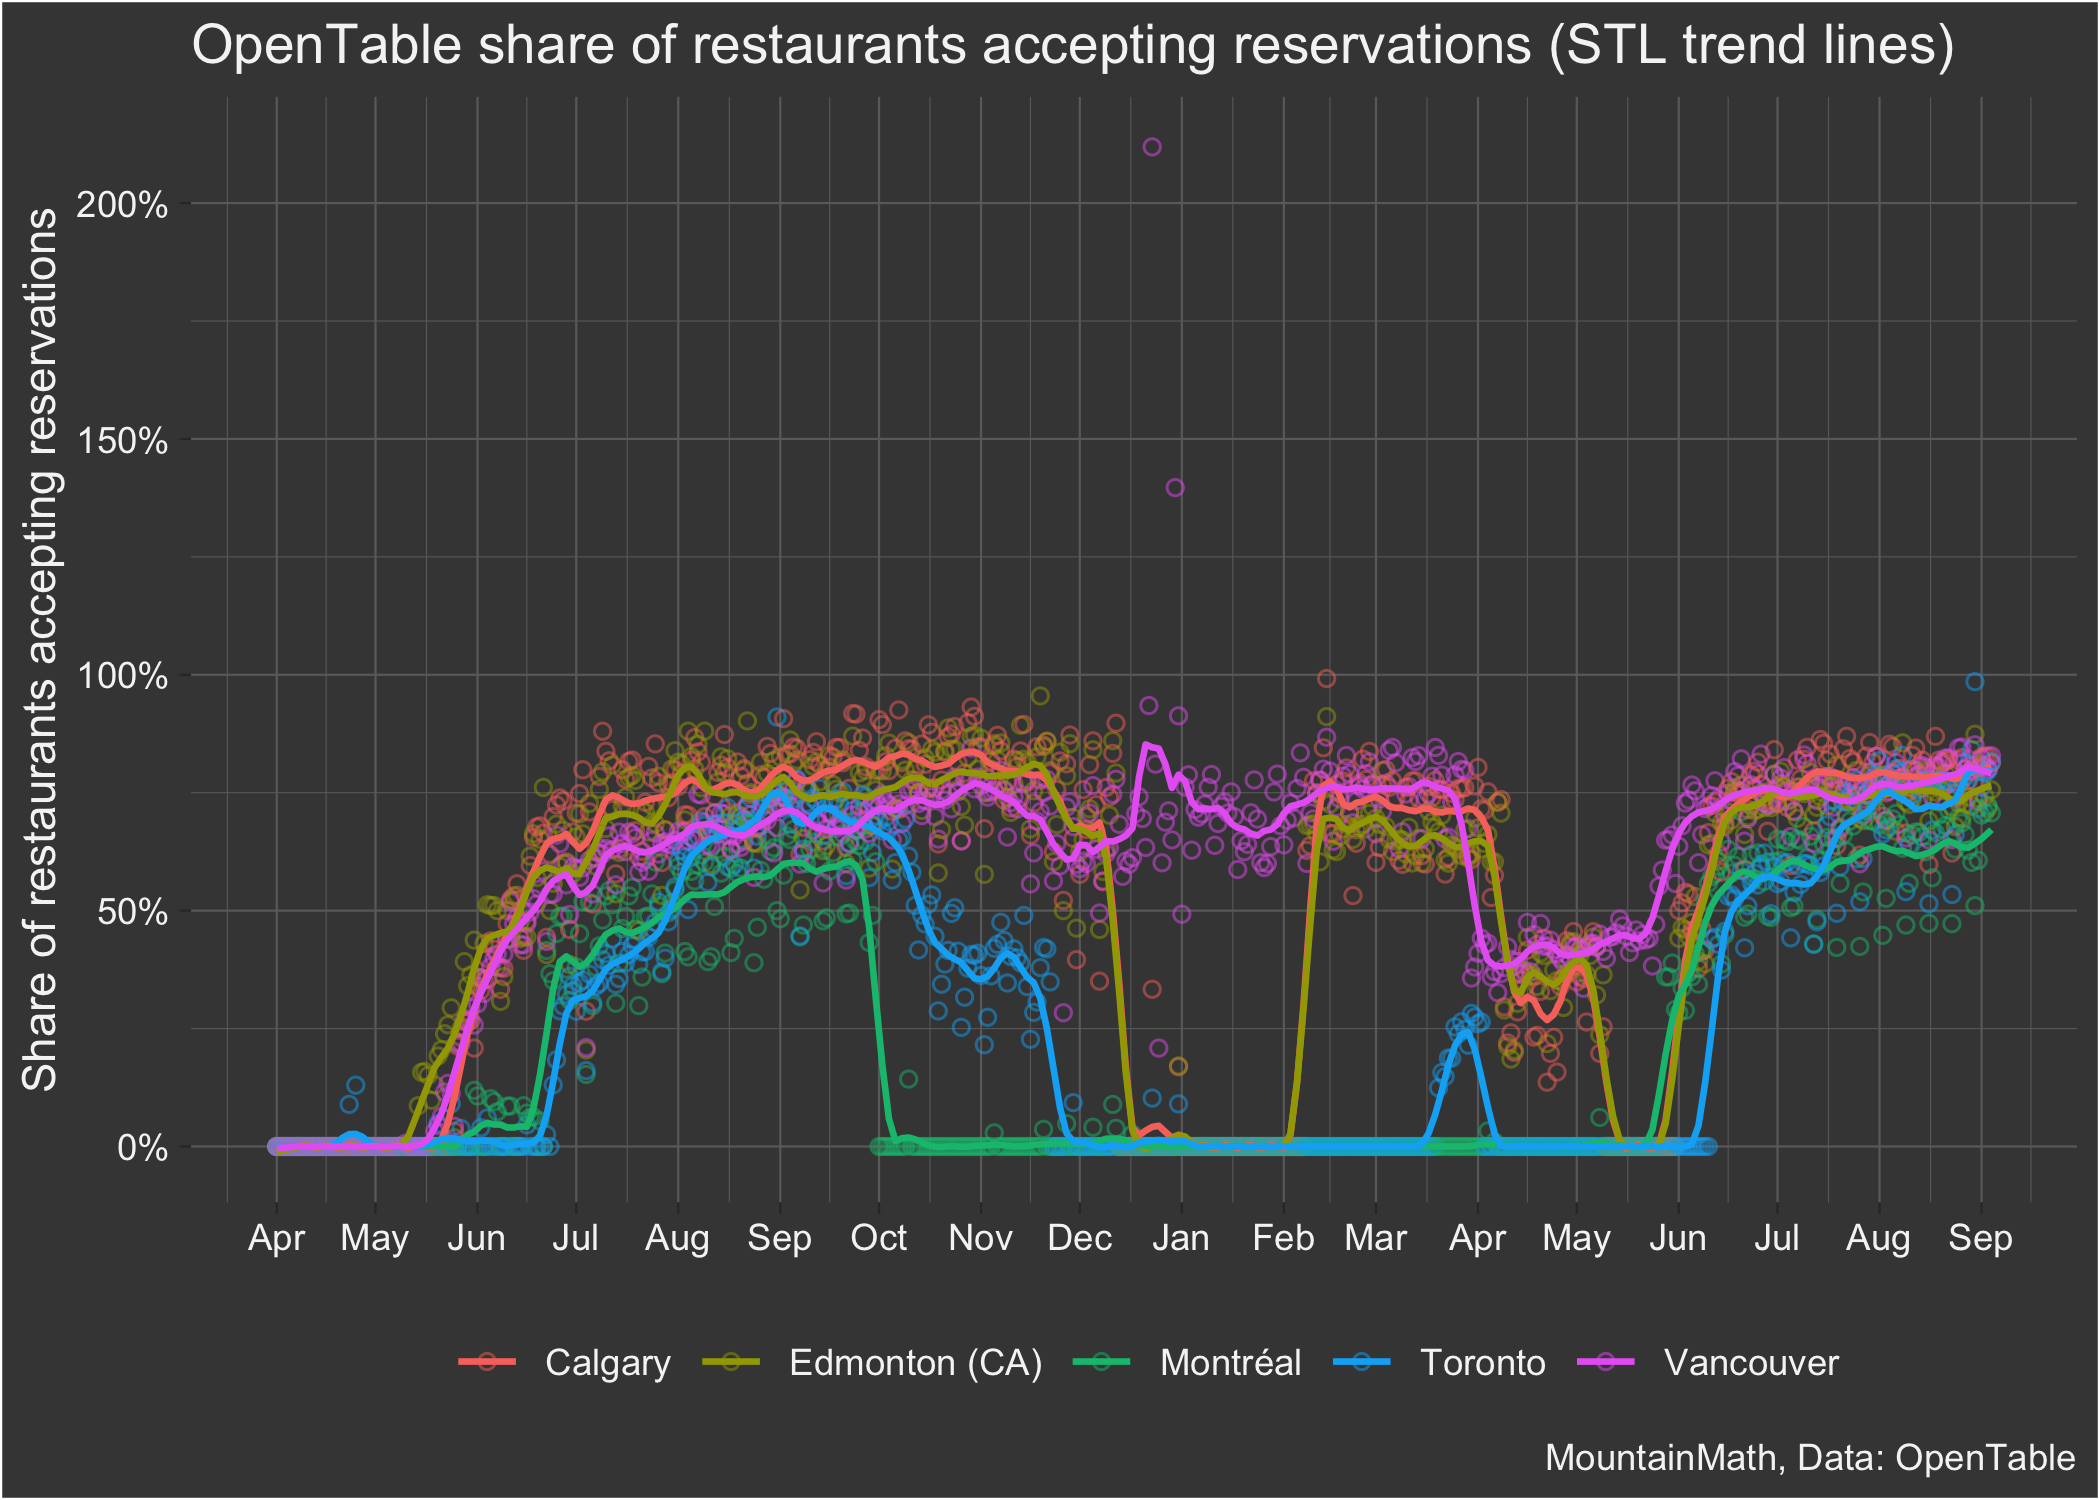 OpenTable share of restaurants accepting reservations (STL trend lines)
Share of restaurants accepting reservations
200%
150%
100%
50%
0%
Apr May Jun Jul Aug Sep Oct Nov Dec Jan Feb Mar Apr May Jun Jul Aug Sep
Calgary Edmonton (CA) Montréal Toronto Vancouver
MountainMath, Data: OpenTable